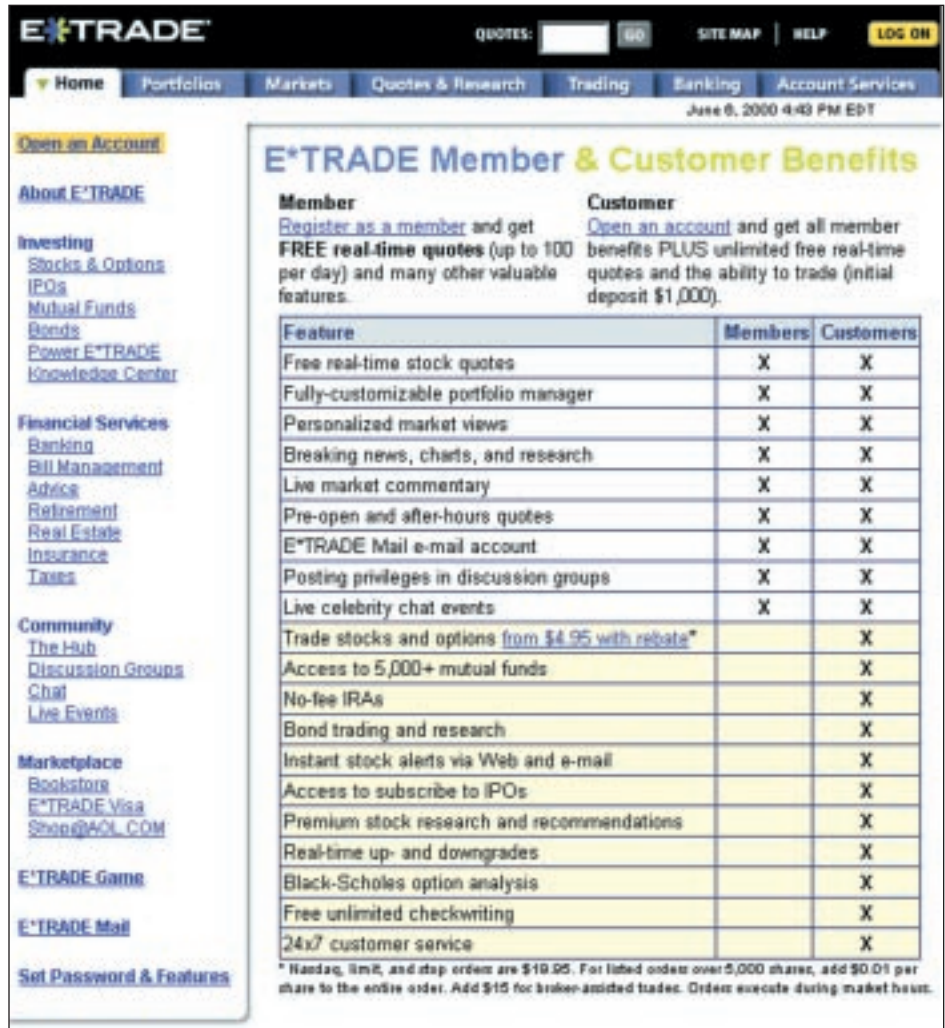 E*TRADE®
QUOTES: GO SITE MAP | HELP LOG ON
Home Portfolios Markets Quotes & Research Trading Banking Account Services
June 6, 2000 4:43 PM EDT
Open an Account
About E*TRADE
Investing
Stocks & Options
IPOs
Mutual Funds
Bonds
Power E*TRADE
Knowledge Center
Financial Services
Banking
Bill Management
Advice
Retirement
Real Estate
Insurance
Taxes
Community
The Hub
Discussion Groups
Chat
Live Events
Marketplace
Bookstore
E*TRADE Visa
Shop@AOL.COM
E*TRADE Game
E*TRADE Mail
Set Password & Features
E*TRADE Member & Customer Benefits
Member
Register as a member and get
FREE real-time quotes (up to 100
per day) and many other valuable
features.
Customer
Open an account and get all member
benefits PLUS unlimited free real-time
quotes and the ability to trade (initial
deposit $1,000).
Feature Members Customers
Free real-time stock quotes X X
Fully-customizable portfolio manager X X
Personalized market views X X
Breaking news, charts, and research X X
Live market commentary X X
Pre-open and after-hours quotes X X
E*TRADE Mail e-mail account X X
Posting privileges in discussion groups X X
Live celebrity chat events X X
Trade stocks and options from $4.95 with rebate* X
Access to 5,000+ mutual funds X
No-fee IRAs X
Bond trading and research X
Instant stock alerts via Web and e-mail X
Access to subscribe to IPOs X
Premium stock research and recommendations X
Real-time up- and downgrades X
Black-Scholes option analysis X
Free unlimited checkwriting X
24x7 customer service X
* Nasdaq, limit, and stop orders are $19.95. For listed orders over 5,000 shares, add $0.01 per
share to the entire order. Add $15 for broker-assisted trades. Orders execute during market hours.